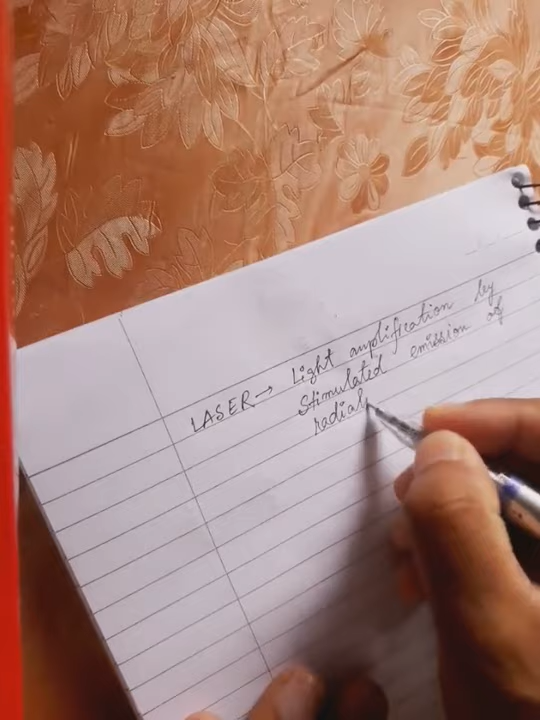 LASER → Light amplification by
Stimulated emission of
radiat